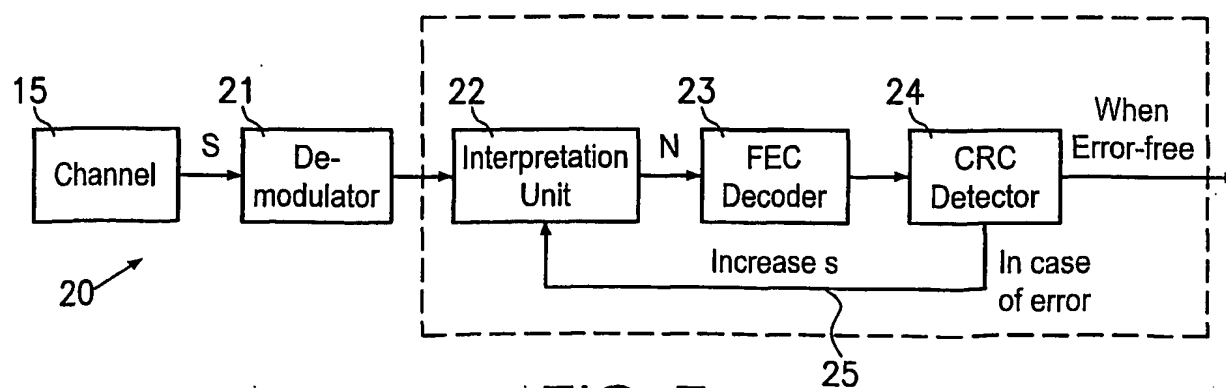 15
21
22
23
24
When
Error-free
Channel
S
De-
modulator
Interpretation
Unit
N
FEC
Decoder
CRC
Detector
Increase s
In case
of error
20
25